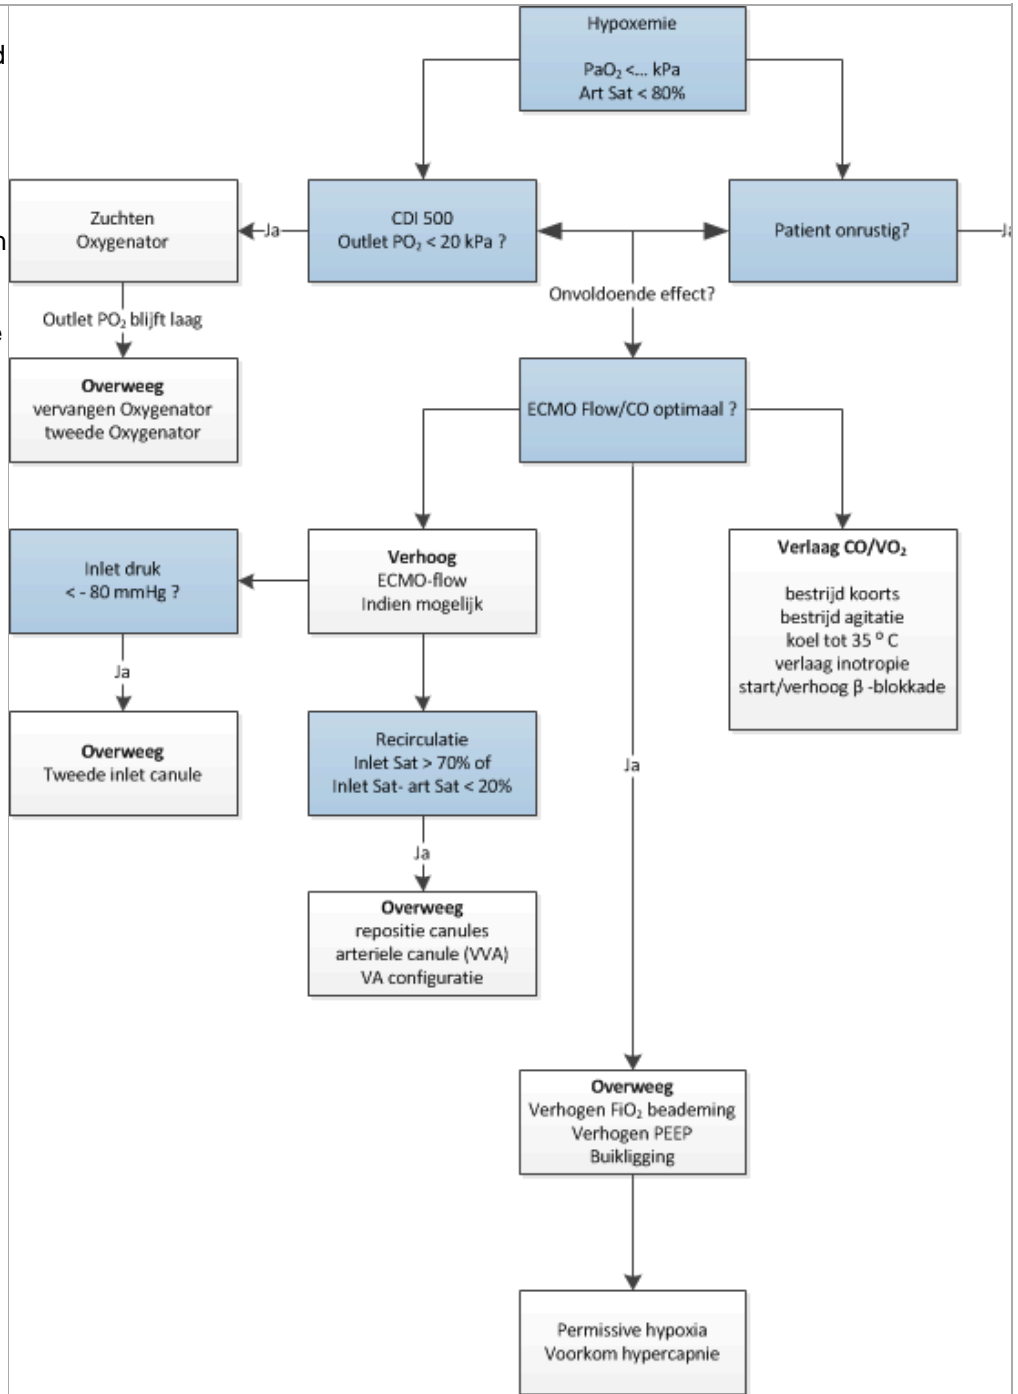 Hypoxemie
PaO₂ <... kPa
Art Sat < 80%
Zuchten
Oxygenator
Ja
CDI 500
Outlet PO₂ < 20 kPa ?
Patient onrustig?
Onvoldoende effect?
Outlet PO₂ blijft laag
Overweeg
vervangen Oxygenator
tweede Oxygenator
ECMO Flow/CO optimaal ?
Inlet druk
< - 80 mmHg ?
Verhoog
ECMO-flow
Indien mogelijk
Verlaag CO/VO₂
bestrijd koorts
bestrijd agitatie
koel tot 35 ° C
verlaag inotropie
start/verhoog β -blokkade
Ja
Overweeg
Tweede inlet canule
Recirculatie
Inlet Sat > 70% of
Inlet Sat- art Sat < 20%
Ja
Ja
Overweeg
repositie canules
arteriele canule (VVA)
VA configuratie
Overweeg
Verhogen FiO₂ beademing
Verhogen PEEP
Buikligging
Permissive hypoxia
Voorkom hypercapnie